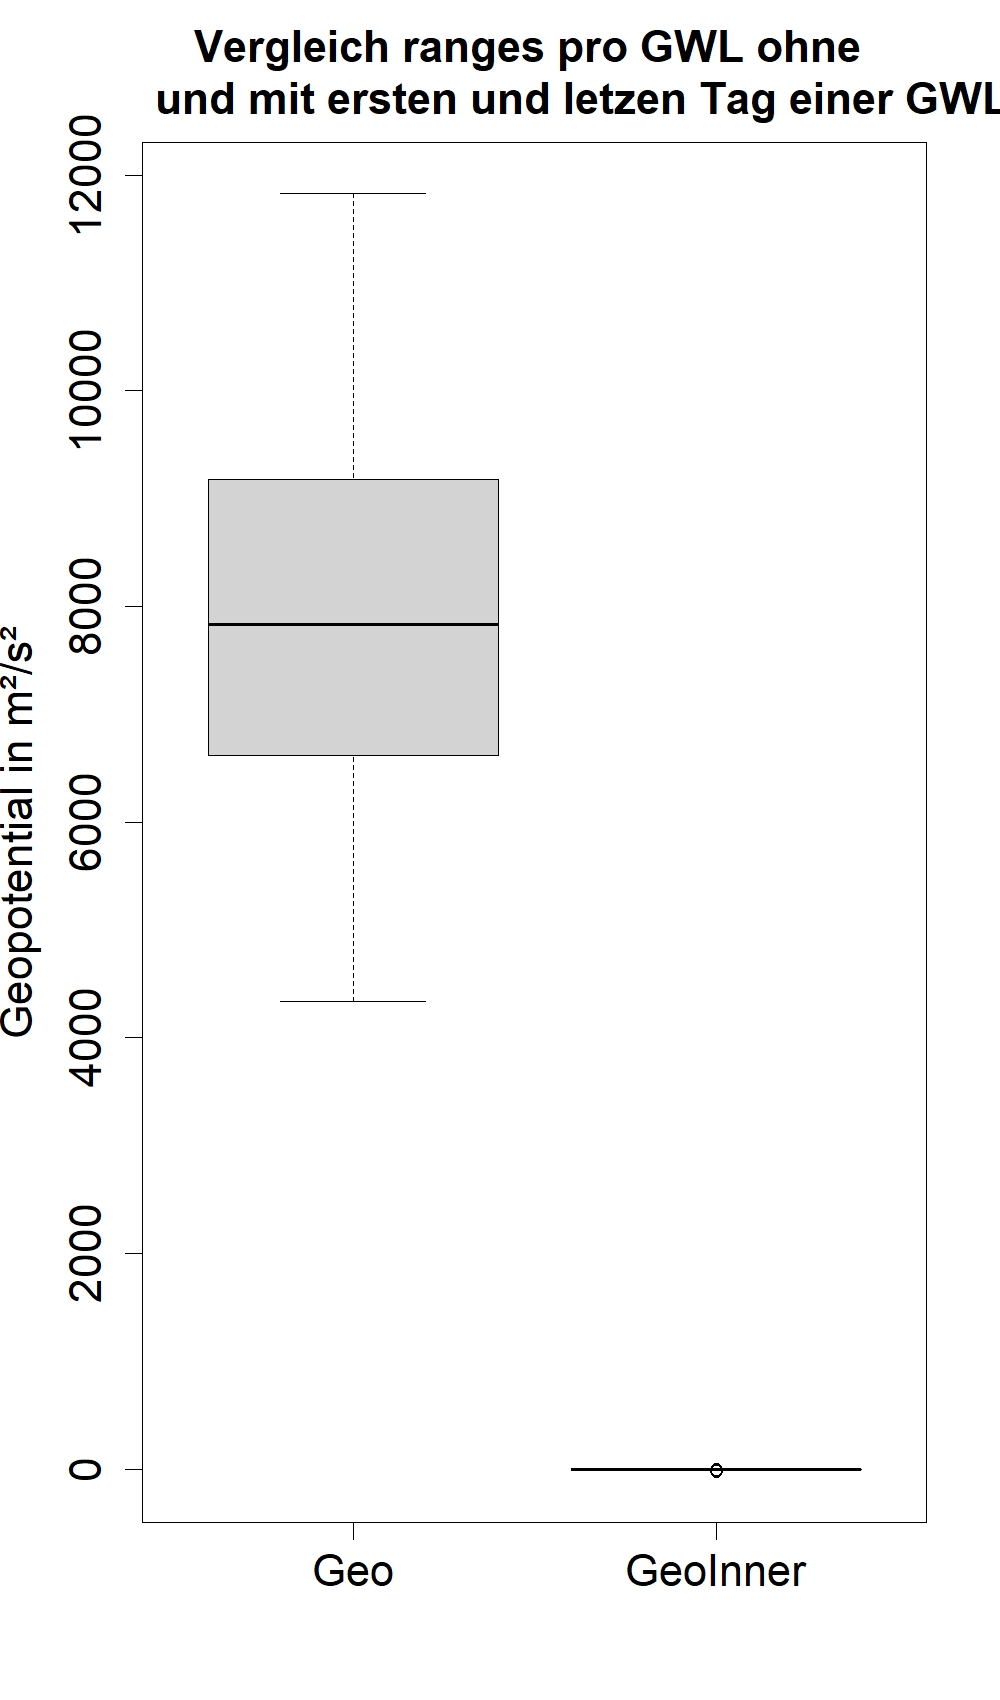 Vergleich ranges pro GWL ohne
und mit ersten und letzen Tag einer GWL
Geopotential in m²/s²
12000
10000
8000
6000
4000
2000
0
Geo
GeoInner